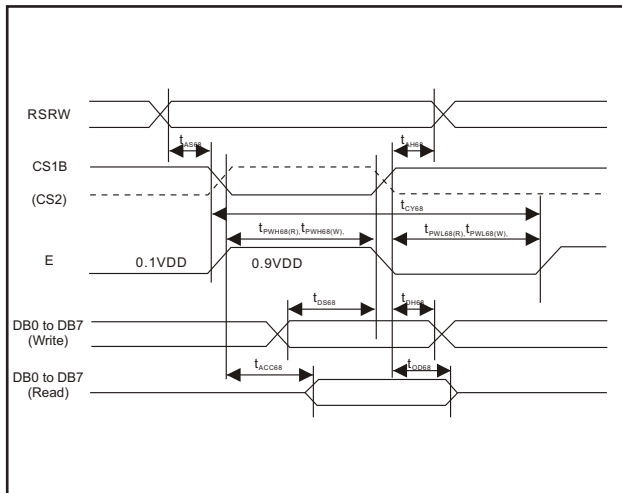 RSRW
tAS68
tAH68
CS1B
(CS2)
tCY68
tPWH68(R), tPWH68(W),
tPWL68(R), tPWL68(W),
E
0.1VDD
0.9VDD
tDS68
tDH68
DB0 to DB7
(Write)
tACC68
tOD68
DB0 to DB7
(Read)